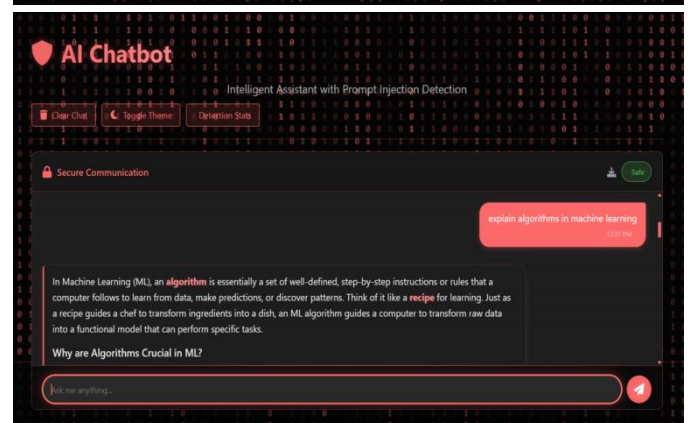 AI Chatbot
Intelligent Assistant with Prompt Injection Detection
Clear Chat
Toggle Theme
Detection Stats
Secure Communication
Safe
explain algorithms in machine learning
12:51 PM
In Machine Learning (ML), an algorithm is essentially a set of well-defined, step-by-step instructions or rules that a
computer follows to learn from data, make predictions, or discover patterns. Think of it like a recipe for learning. Just as
a recipe guides a chef to transform ingredients into a dish, an ML algorithm guides a computer to transform raw data
into a functional model that can perform specific tasks.
Why are Algorithms Crucial in ML?
Ask me anything...